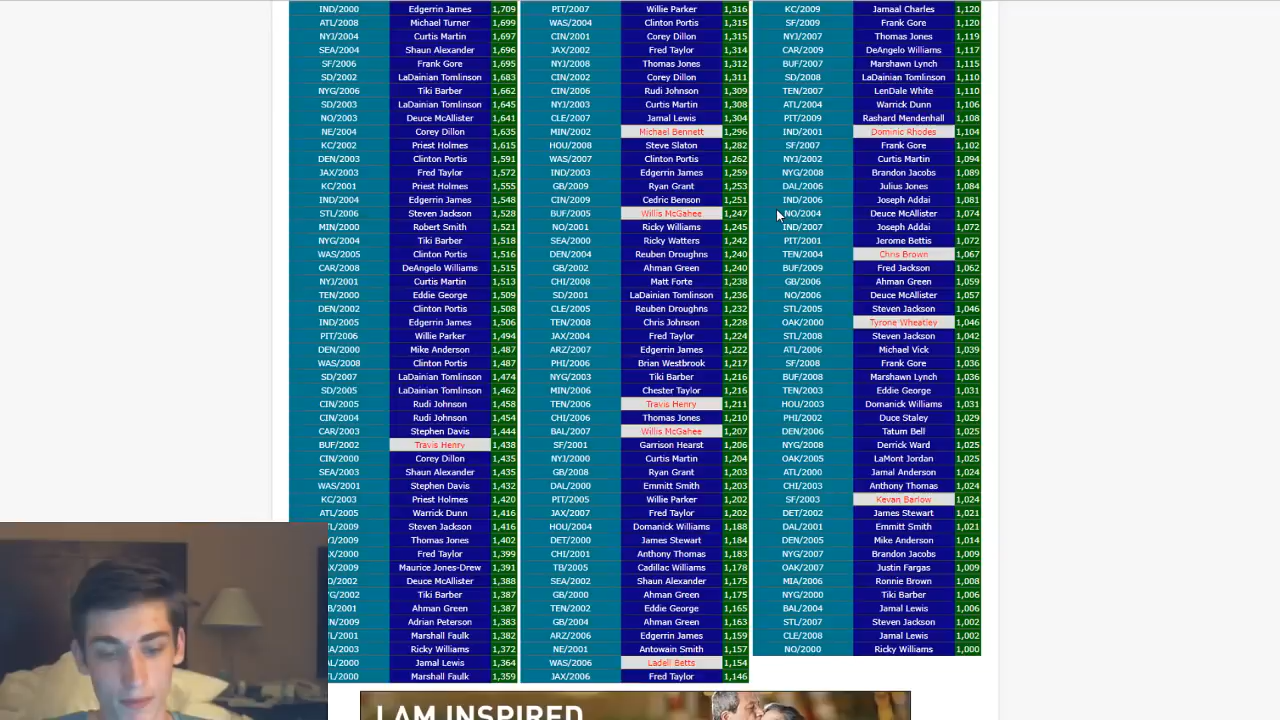 IND/2000 Edgerrin James 1,709
ATL/2008 Michael Turner 1,699
NYJ/2004 Curtis Martin 1,697
SEA/2004 Shaun Alexander 1,696
SF/2006 Frank Gore 1,695
SD/2002 LaDainian Tomlinson 1,683
NYG/2006 Tiki Barber 1,662
SD/2003 LaDainian Tomlinson 1,645
NO/2003 Deuce McAllister 1,641
NE/2004 Corey Dillon 1,635
KC/2002 Priest Holmes 1,615
DEN/2003 Clinton Portis 1,591
JAX/2003 Fred Taylor 1,572
KC/2001 Priest Holmes 1,555
IND/2004 Edgerrin James 1,548
STL/2006 Steven Jackson 1,528
MIN/2000 Robert Smith 1,521
NYG/2004 Tiki Barber 1,518
WAS/2005 Clinton Portis 1,516
CAR/2008 DeAngelo Williams 1,515
NYJ/2001 Curtis Martin 1,513
TEN/2000 Eddie George 1,509
DEN/2002 Clinton Portis 1,508
IND/2005 Edgerrin James 1,506
PIT/2006 Willie Parker 1,494
DEN/2000 Mike Anderson 1,487
WAS/2008 Clinton Portis 1,487
SD/2007 LaDainian Tomlinson 1,474
SD/2005 LaDainian Tomlinson 1,462
CIN/2005 Rudi Johnson 1,458
CIN/2004 Rudi Johnson 1,454
CAR/2003 Stephen Davis 1,444
BUF/2002 Travis Henry 1,438
CIN/2000 Corey Dillon 1,435
SEA/2003 Shaun Alexander 1,435
WAS/2001 Stephen Davis 1,432
KC/2003 Priest Holmes 1,420
ATL/2005 Warrick Dunn 1,416
TL/2009 Steven Jackson 1,416
J/2009 Thomas Jones 1,402
X/2000 Fred Taylor 1,399
X/2009 Maurice Jones-Drew 1,391
O/2002 Deuce McAllister 1,388
G/2002 Tiki Barber 1,387
B/2001 Ahman Green 1,387
N/2009 Adrian Peterson 1,383
TL/2001 Marshall Faulk 1,382
A/2003 Ricky Williams 1,372
L/2000 Jamal Lewis 1,364
TL/2000 Marshall Faulk 1,359
PIT/2007 Willie Parker 1,316
WAS/2004 Clinton Portis 1,315
CIN/2001 Corey Dillon 1,315
JAX/2002 Fred Taylor 1,314
NYJ/2008 Thomas Jones 1,312
CIN/2002 Corey Dillon 1,311
CIN/2006 Rudi Johnson 1,309
NYJ/2003 Curtis Martin 1,308
CLE/2007 Jamal Lewis 1,304
MIN/2002 Michael Bennett 1,296
HOU/2008 Steve Slaton 1,282
WAS/2007 Clinton Portis 1,262
IND/2003 Edgerrin James 1,259
GB/2009 Ryan Grant 1,253
CIN/2009 Cedric Benson 1,251
BUF/2005 Willis McGahee 1,247
NO/2001 Ricky Williams 1,245
SEA/2000 Ricky Watters 1,242
DEN/2004 Reuben Droughns 1,240
GB/2002 Ahman Green 1,240
CHI/2008 Matt Forte 1,238
SD/2001 LaDainian Tomlinson 1,236
CLE/2005 Reuben Droughns 1,232
TEN/2008 Chris Johnson 1,228
JAX/2004 Fred Taylor 1,224
ARZ/2007 Edgerrin James 1,222
PHI/2006 Brian Westbrook 1,217
NYG/2003 Tiki Barber 1,216
MIN/2006 Chester Taylor 1,216
TEN/2006 Travis Henry 1,211
CHI/2006 Thomas Jones 1,210
BAL/2007 Willis McGahee 1,207
SF/2001 Garrison Hearst 1,206
NYJ/2000 Curtis Martin 1,204
GB/2008 Ryan Grant 1,203
DAL/2000 Emmitt Smith 1,203
PIT/2005 Willie Parker 1,202
JAX/2007 Fred Taylor 1,202
HOU/2004 Domanick Williams 1,188
DET/2000 James Stewart 1,184
CHI/2001 Anthony Thomas 1,183
TB/2005 Cadillac Williams 1,178
SEA/2002 Shaun Alexander 1,175
GB/2000 Ahman Green 1,175
TEN/2002 Eddie George 1,165
GB/2004 Ahman Green 1,163
ARZ/2006 Edgerrin James 1,159
NE/2001 Antowain Smith 1,157
WAS/2006 Ladell Betts 1,154
JAX/2006 Fred Taylor 1,146
KC/2009 Jamaal Charles 1,120
SF/2009 Frank Gore 1,120
NYJ/2007 Thomas Jones 1,119
CAR/2009 DeAngelo Williams 1,117
BUF/2007 Marshawn Lynch 1,115
SD/2008 LaDainian Tomlinson 1,110
TEN/2007 LenDale White 1,110
ATL/2004 Warrick Dunn 1,106
PIT/2009 Rashard Mendenhall 1,108
IND/2001 Dominic Rhodes 1,104
SF/2007 Frank Gore 1,102
NYJ/2002 Curtis Martin 1,094
NYG/2008 Brandon Jacobs 1,089
DAL/2006 Julius Jones 1,084
IND/2006 Joseph Addai 1,081
NO/2004 Deuce McAllister 1,074
IND/2007 Joseph Addai 1,072
PIT/2001 Jerome Bettis 1,072
TEN/2004 Chris Brown 1,067
BUF/2009 Fred Jackson 1,062
GB/2006 Ahman Green 1,059
NO/2006 Deuce McAllister 1,057
STL/2005 Steven Jackson 1,046
OAK/2000 Tyrone Wheatley 1,046
STL/2008 Steven Jackson 1,042
ATL/2006 Michael Vick 1,039
SF/2008 Frank Gore 1,036
BUF/2008 Marshawn Lynch 1,036
TEN/2003 Eddie George 1,031
HOU/2003 Domanick Williams 1,031
PHI/2002 Duce Staley 1,029
DEN/2006 Tatum Bell 1,025
NYG/2008 Derrick Ward 1,025
OAK/2005 LaMont Jordan 1,025
ATL/2000 Jamal Anderson 1,024
CHI/2003 Anthony Thomas 1,024
SF/2003 Kevan Barlow 1,024
DET/2002 James Stewart 1,021
DAL/2001 Emmitt Smith 1,021
DEN/2005 Mike Anderson 1,014
NYG/2007 Brandon Jacobs 1,009
OAK/2007 Justin Fargas 1,009
MIA/2006 Ronnie Brown 1,008
NYG/2000 Tiki Barber 1,006
BAL/2004 Jamal Lewis 1,006
STL/2007 Steven Jackson 1,002
CLE/2008 Jamal Lewis 1,002
NO/2000 Ricky Williams 1,000
I AM INSPIRED